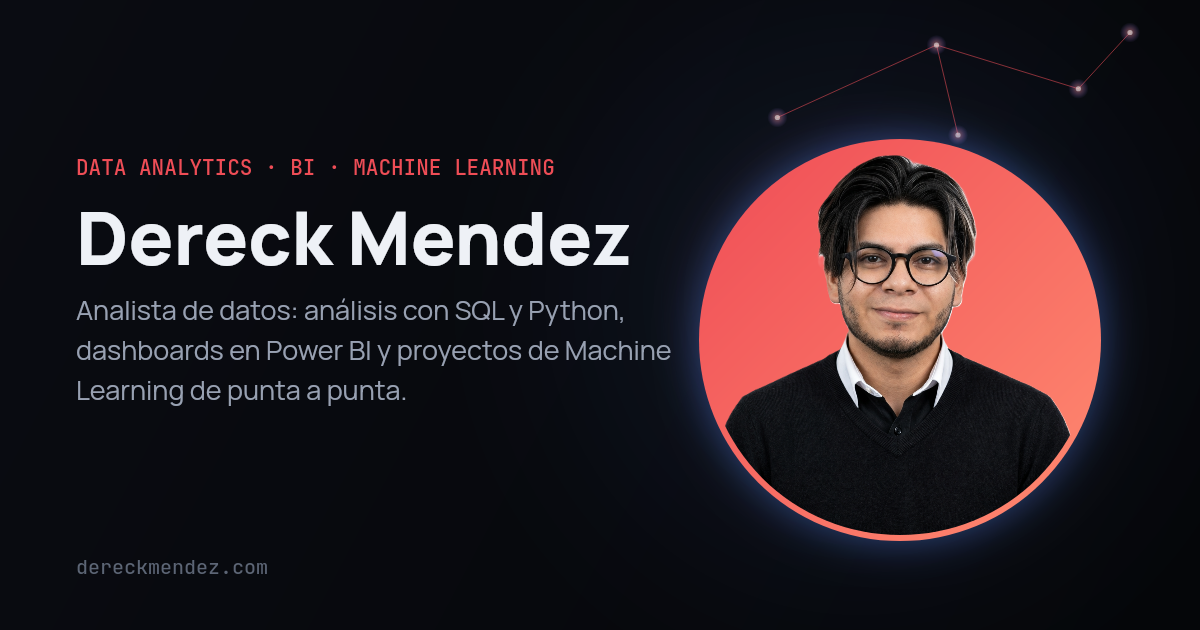 DATA ANALYTICS · BI · MACHINE LEARNING
Dereck Mendez
Analista de datos: análisis con SQL y Python,
dashboards en Power BI y proyectos de Machine
Learning de punta a punta.
dereckmendez.com